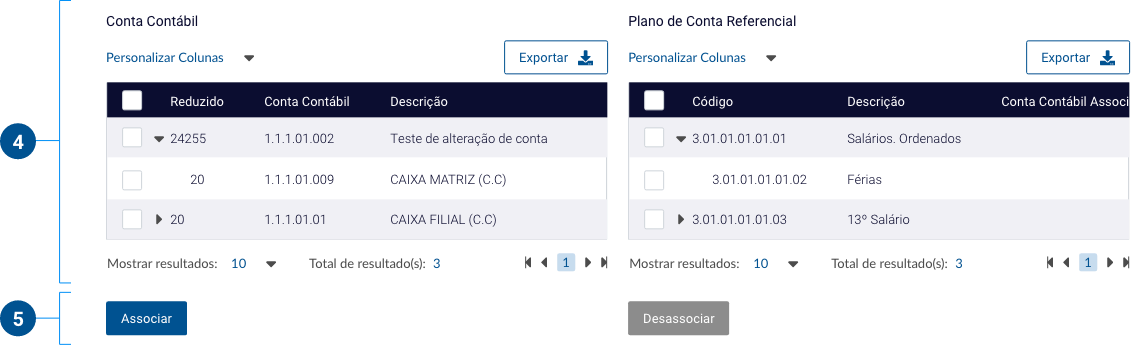 Conta Contábil
Plano de Conta Referencial
Personalizar Colunas
Exportar
Personalizar Colunas
Exportar
Reduzido Conta Contábil Descrição
Código Descrição Conta Contábil Associ
24255 1.1.1.01.002 Teste de alteração de conta
3.01.01.01.01.01 Salários. Ordenados
4
20 1.1.1.01.009 CAIXA MATRIZ (C.C)
3.01.01.01.01.02 Férias
20 1.1.1.01.01 CAIXA FILIAL (C.C)
3.01.01.01.01.03 13º Salário
Mostrar resultados: 10 Total de resultado(s): 3 1
Mostrar resultados: 10 Total de resultado(s): 3 1
5
Associar
Desassociar